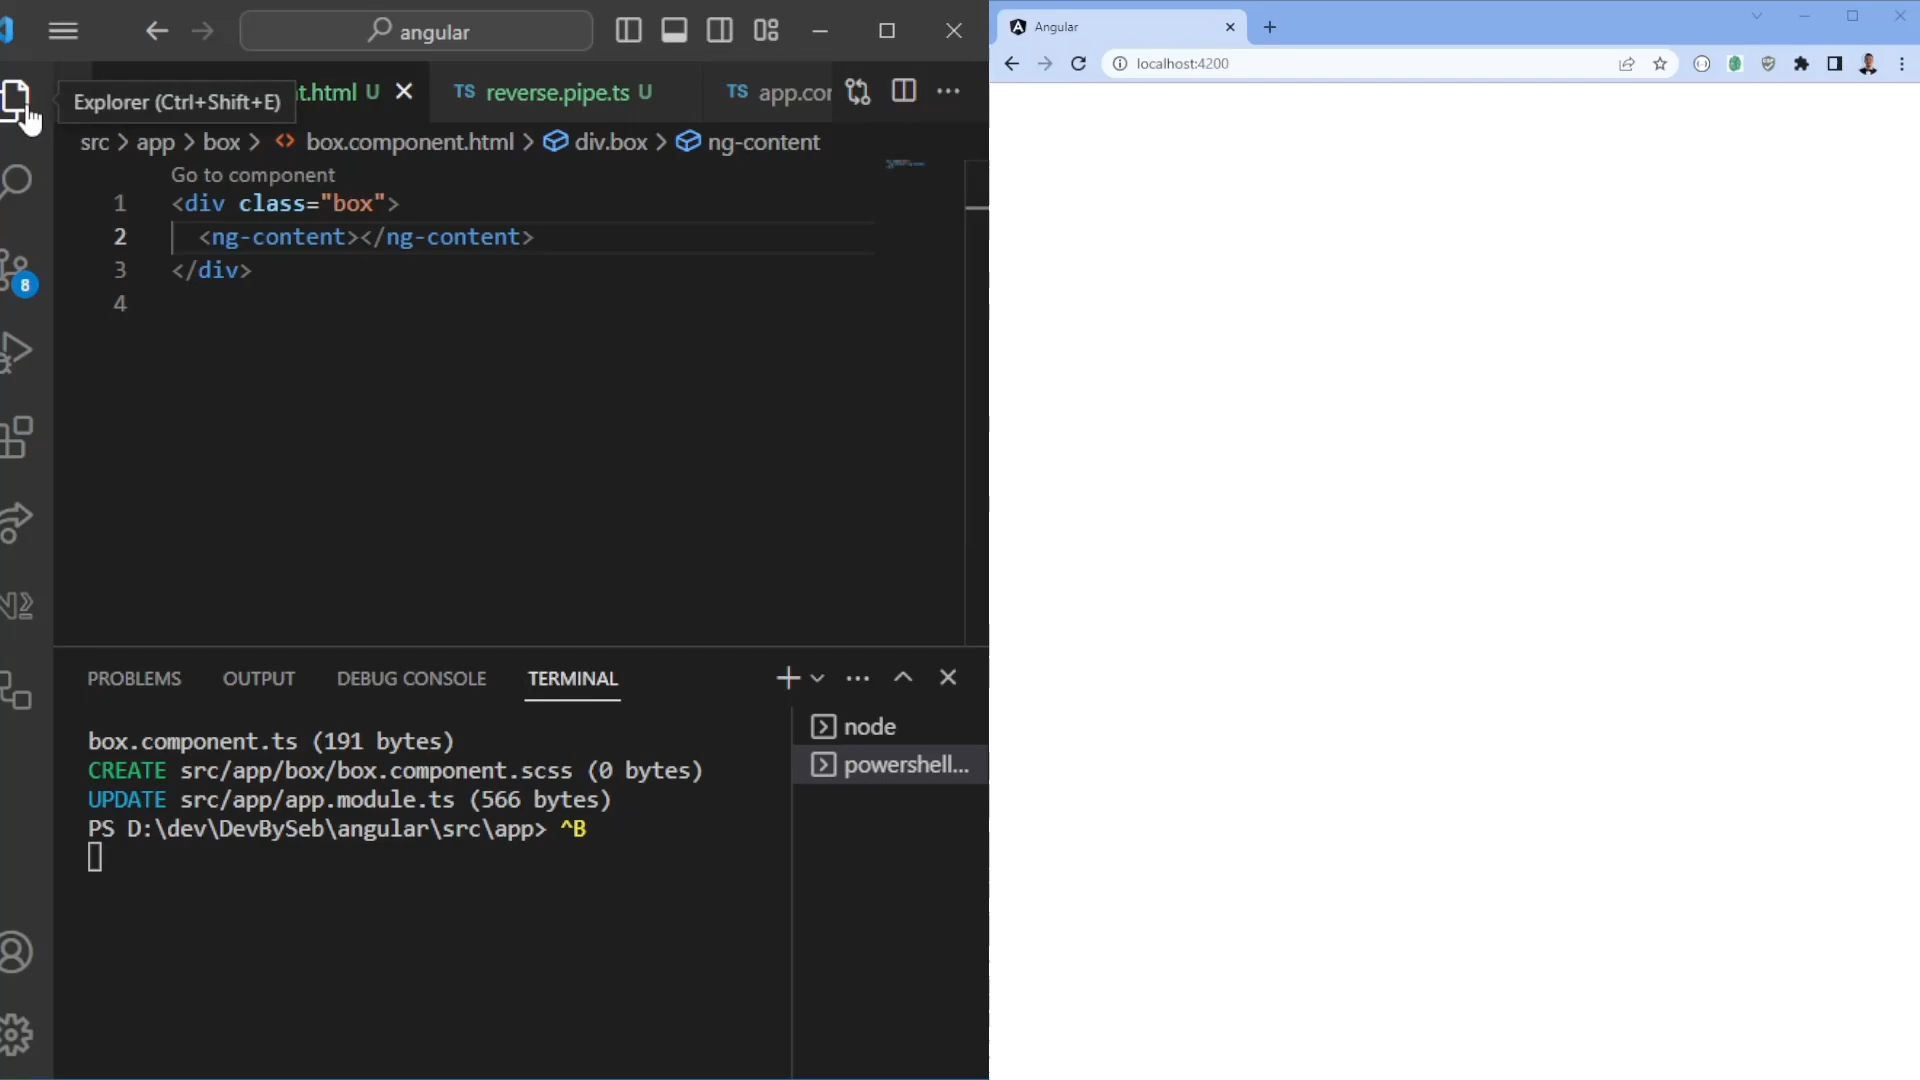 angular
Explorer (Ctrl+Shift+E)
t.html U
TS reverse.pipe.ts U
TS app.cor
src > app > box > <> box.component.html > div.box > ng-content
Go to component
1 <div class="box">
2 <ng-content></ng-content>
3 </div>
4
8
PROBLEMS OUTPUT DEBUG CONSOLE TERMINAL
box.component.ts (191 bytes)
CREATE src/app/box/box.component.scss (0 bytes)
UPDATE src/app/app.module.ts (566 bytes)
PS D:\dev\DevBySeb\angular\src\app> ^B
node
powershell...
Angular
localhost:4200